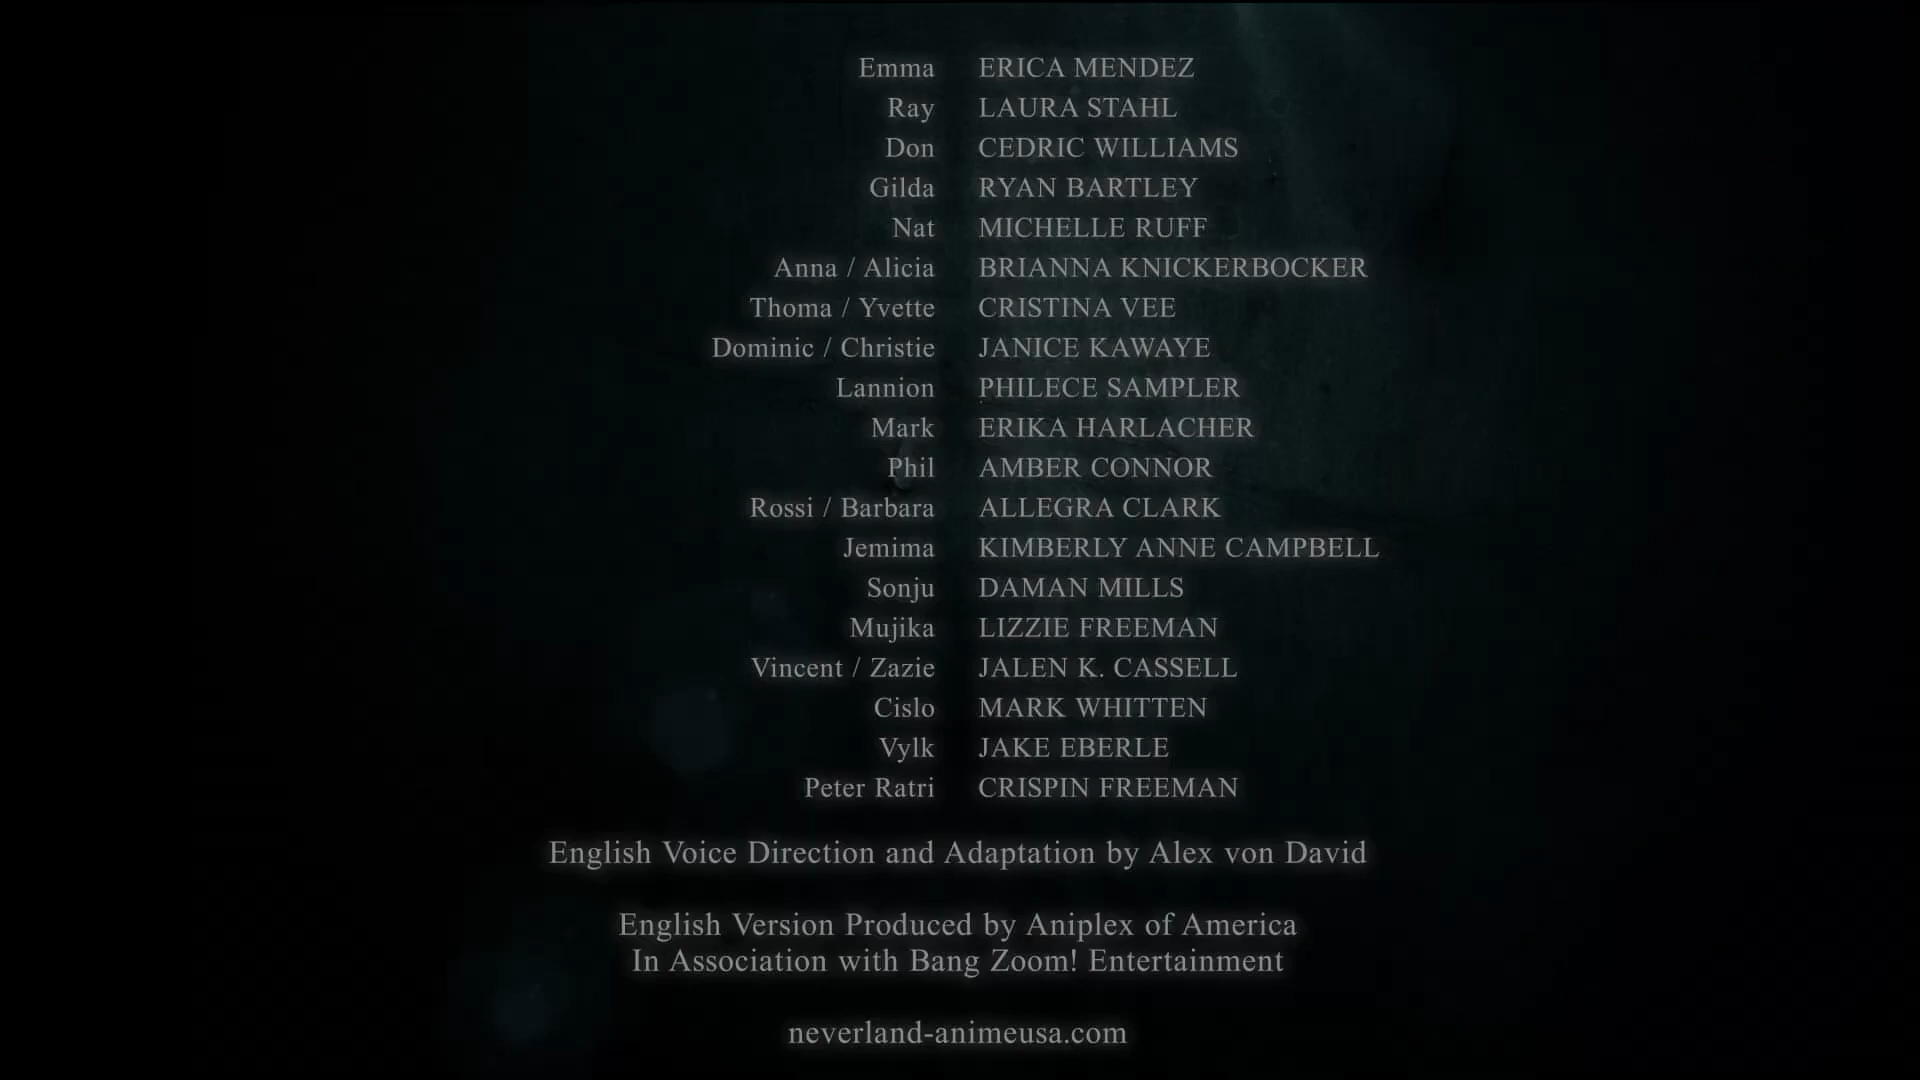 Emma ERICA MENDEZ
Ray LAURA STAHL
Don CEDRIC WILLIAMS
Gilda RYAN BARTLEY
Nat MICHELLE RUFF
Anna / Alicia BRIANNA KNICKERBOCKER
Thoma / Yvette CRISTINA VEE
Dominic / Christie JANICE KAWAYE
Lannion PHILECE SAMPLER
Mark ERIKA HARLACHER
Phil AMBER CONNOR
Rossi / Barbara ALLEGRA CLARK
Jemima KIMBERLY ANNE CAMPBELL
Sonju DAMAN MILLS
Mujika LIZZIE FREEMAN
Vincent / Zazie JALEN K. CASSELL
Cislo MARK WHITTEN
Vylk JAKE EBERLE
Peter Ratri CRISPIN FREEMAN
English Voice Direction and Adaptation by Alex von David
English Version Produced by Aniplex of America
In Association with Bang Zoom! Entertainment
neverland-animeusa.com